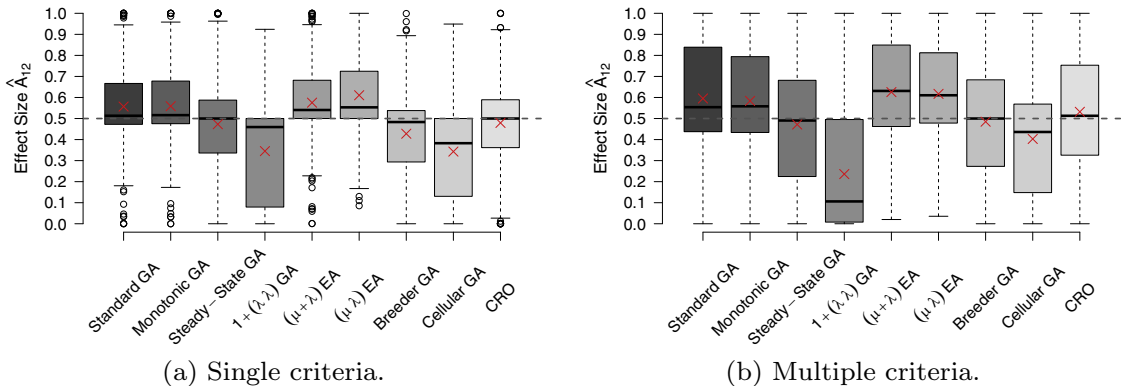 Effect Size Â12
1.0
0.9
0.8
0.7
0.6
0.5
0.4
0.3
0.2
0.1
0.0
Standard GA
Monotonic GA
Steady−State GA
1+(λ λ) GA
(μ+λ) EA
(μ λ) EA
Breeder GA
Cellular GA
CRO
(a) Single criteria.
Effect Size Â12
1.0
0.9
0.8
0.7
0.6
0.5
0.4
0.3
0.2
0.1
0.0
Standard GA
Monotonic GA
Steady−State GA
1+(λ λ) GA
(μ+λ) EA
(μ λ) EA
Breeder GA
Cellular GA
CRO
(b) Multiple criteria.